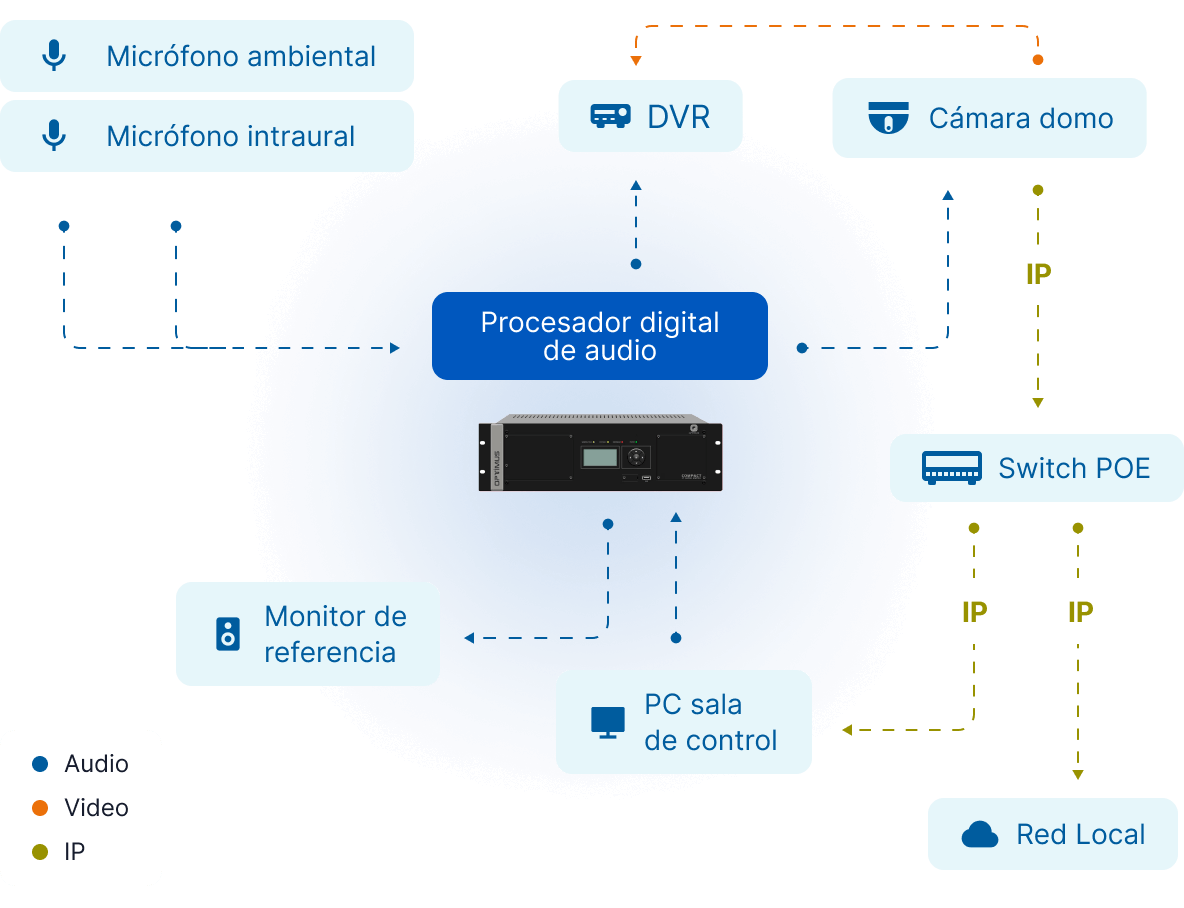 Micrófono ambiental
Micrófono intraural
DVR
Cámara domo
IP
Procesador digital
de audio
OPTIMUS
COMPACT
Switch POE
IP
IP
Monitor de
referencia
PC sala
de control
Audio
Video
IP
Red Local